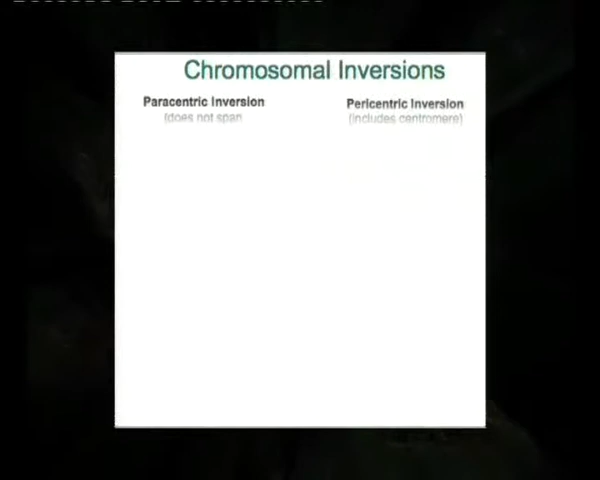 Chromosomal Inversions
Paracentric Inversion
(does not span
Pericentric Inversion
(includes centromere)